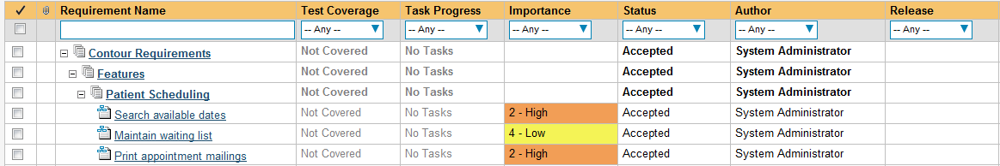 Requirement Name Test Coverage Task Progress Importance Status Author Release
-- Any -- -- Any -- -- Any -- -- Any -- -- Any -- -- Any --
Contour Requirements Not Covered No Tasks Accepted System Administrator
Features Not Covered No Tasks Accepted System Administrator
Patient Scheduling Not Covered No Tasks Accepted System Administrator
Search available dates Not Covered No Tasks 2 - High Accepted System Administrator
Maintain waiting list Not Covered No Tasks 4 - Low Accepted System Administrator
Print appointment mailings Not Covered No Tasks 2 - High Accepted System Administrator